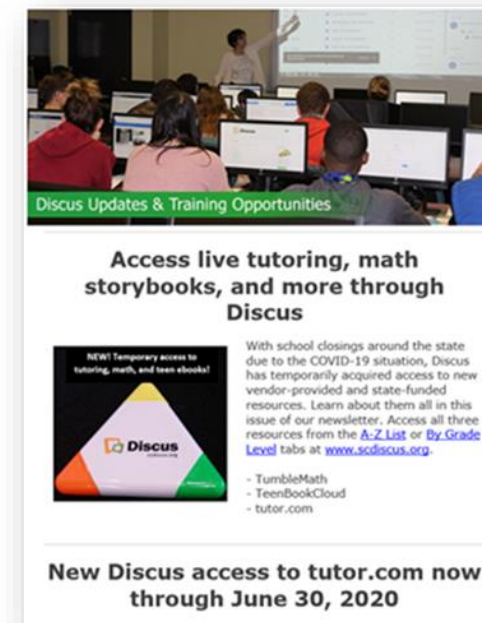 Discus
Discus Updates & Training Opportunities
Access live tutoring, math
storybooks, and more through
Discus
NEW! Temporary access to
tutoring, math, and teen ebooks!
Discus
scdiscus.org
With school closings around the state
due to the COVID-19 situation, Discus
has temporarily acquired access to new
vendor-provided and state-funded
resources. Learn about them all in this
issue of our newsletter. Access all three
resources from the A-Z List or By Grade
Level tabs at www.scdiscus.org.
- TumbleMath
- TeenBookCloud
- tutor.com
New Discus access to tutor.com now
through June 30, 2020